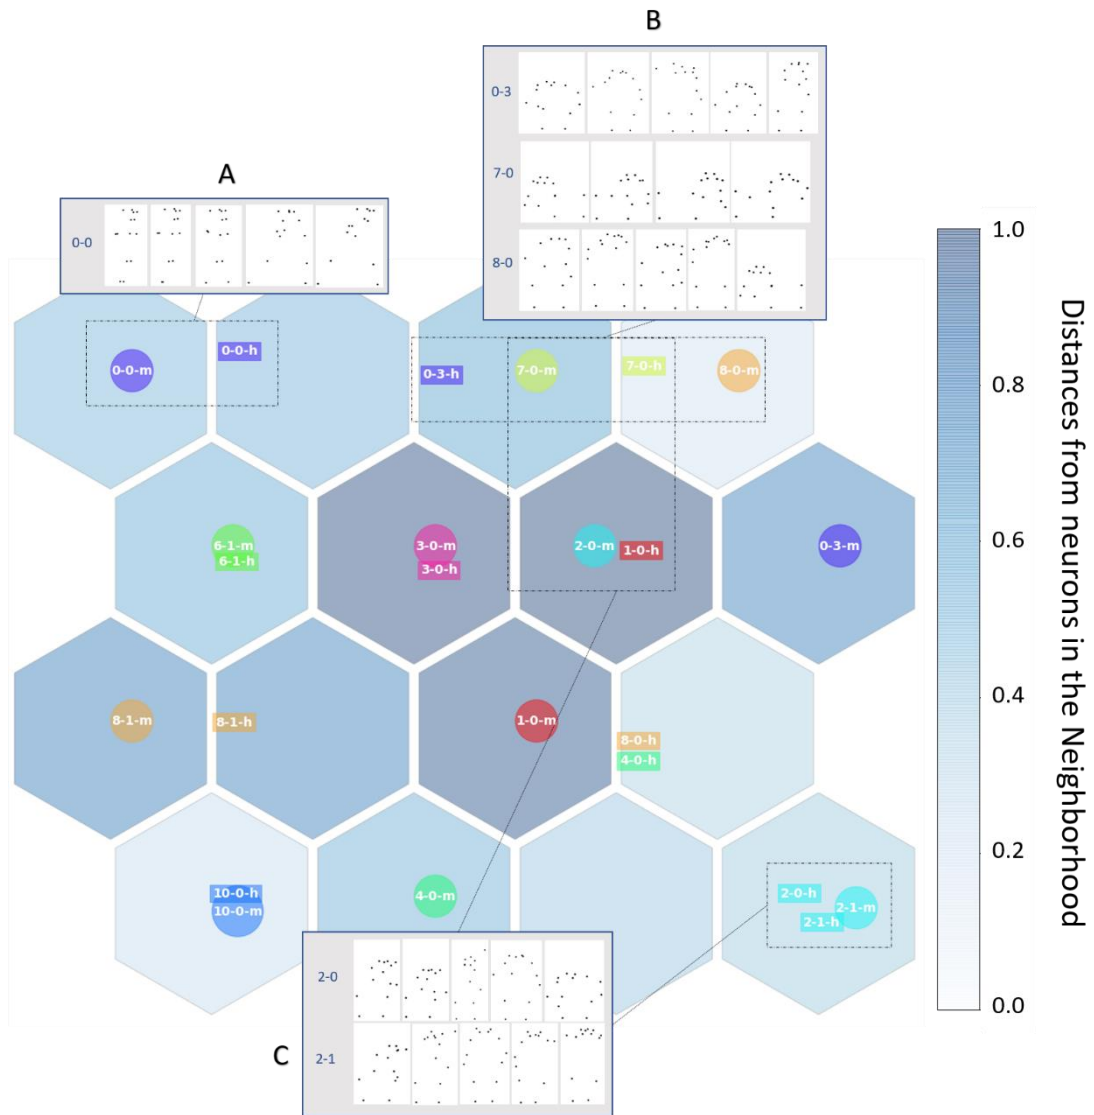 B
0-3
7-0
8-0
A
0-0
0-0-m
0-0-h
0-3-h
7-0-m
7-0-h
8-0-m
6-1-m
6-1-h
3-0-m
3-0-h
2-0-m
1-0-h
0-3-m
8-1-m
8-1-h
1-0-m
8-0-h
4-0-h
10-0-h
10-0-m
4-0-m
2-0-h
2-1-m
2-1-h
C
2-0
2-1
1.0
0.8
0.6
0.4
0.2
0.0
Distances from neurons in the Neighborhood